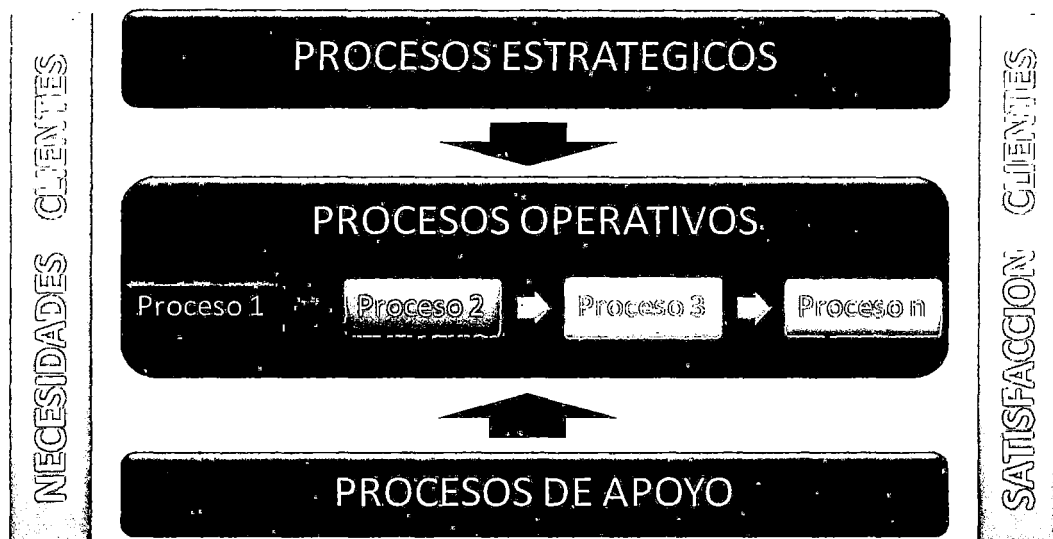 NECESIDADES CLIENTES
PROCESOS ESTRATEGICOS
PROCESOS OPERATIVOS
Proceso 1
Proceso 2
Proceso 3
Proceso n
PROCESOS DE APOYO
SATISFACCION CLIENTES